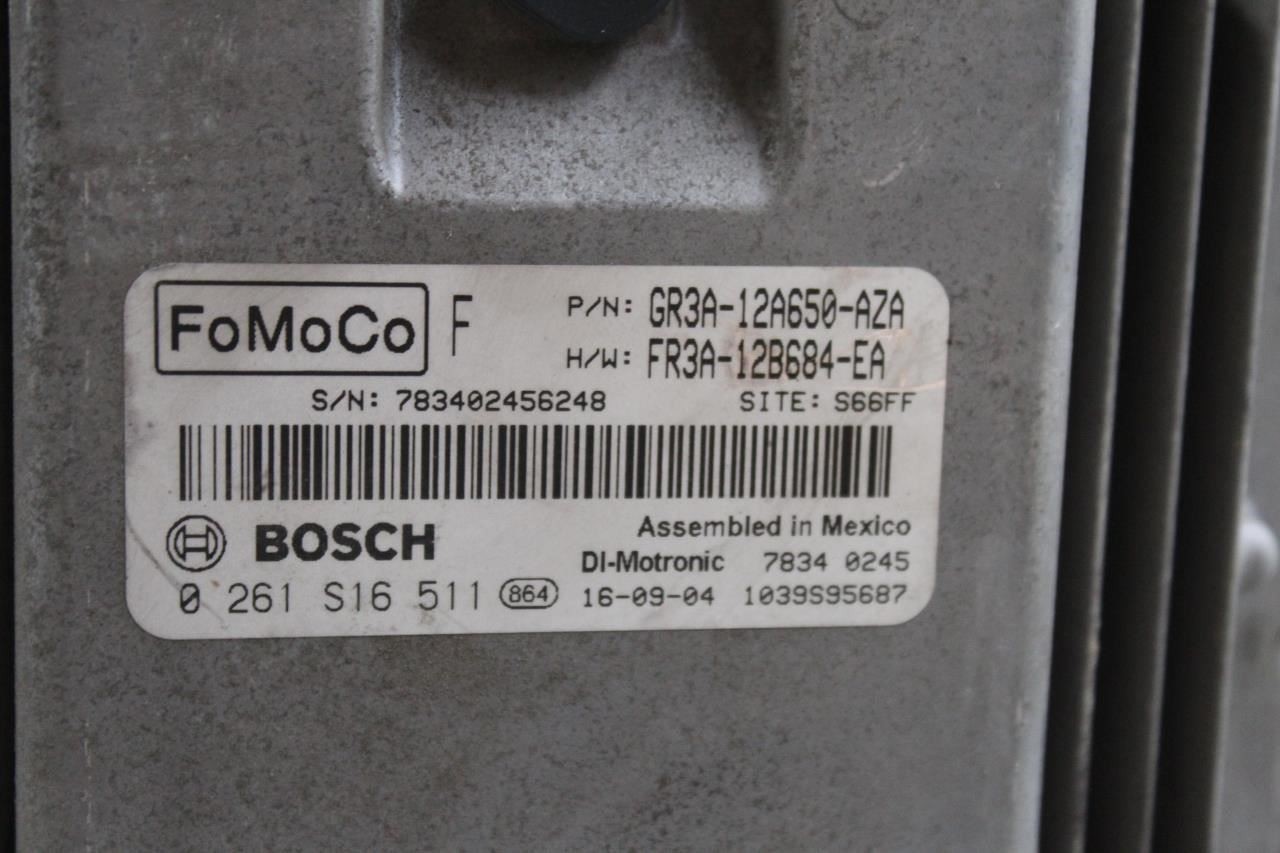 FoMoCo F P/N: GR3A-12A650-AZA
H/W: FR3A-12B684-EA
S/N: 783402456248 SITE: S66FF
BOSCH Assembled in Mexico
DI-Motronic 7834 0245
0 261 S16 511 864 16-09-04 1039S95687